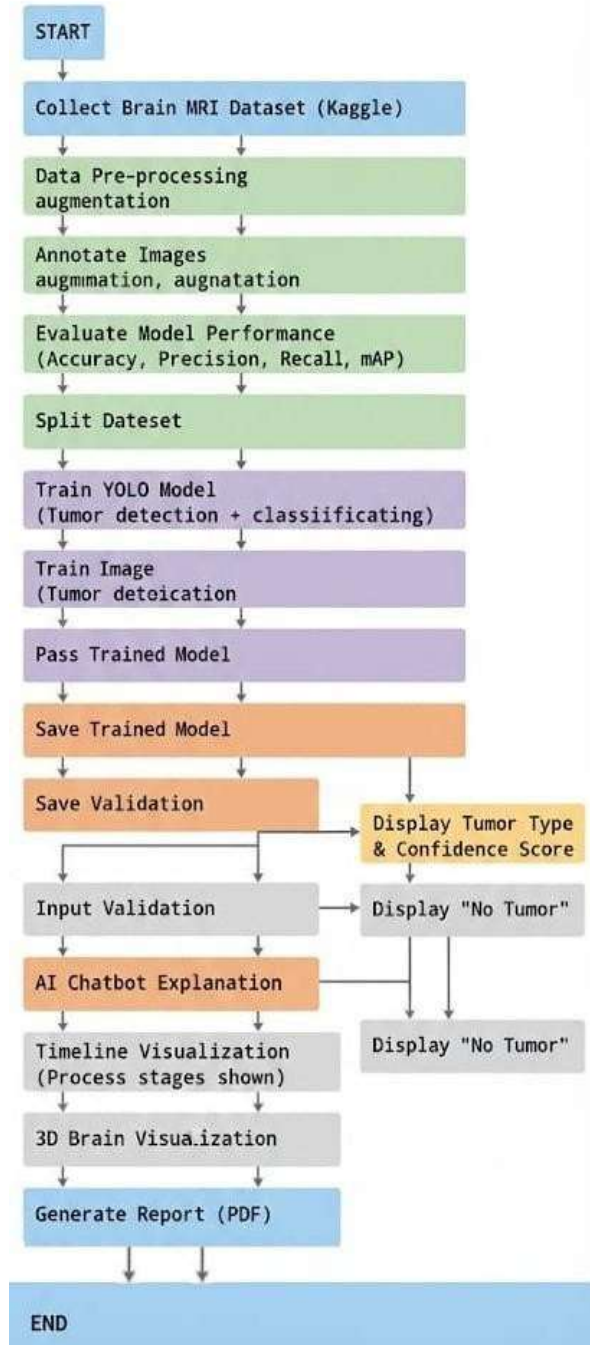 START
Collect Brain MRI Dataset (Kaggle)
Data Pre-processing
augmentation
Annotate Images
augmmation, augnatation
Evaluate Model Performance
(Accuracy, Precision, Recall, mAP)
Split Dateset
Train YOLO Model
(Tumor detection + classiificating)
Train Image
(Tumor detoication
Pass Trained Model
Save Trained Model
Save Validation
Display Tumor Type
& Confidence Score
Input Validation
Display "No Tumor"
AI Chatbot Explanation
Timeline Visualization
(Process stages shown)
Display "No Tumor"
3D Brain Visualization
Generate Report (PDF)
END